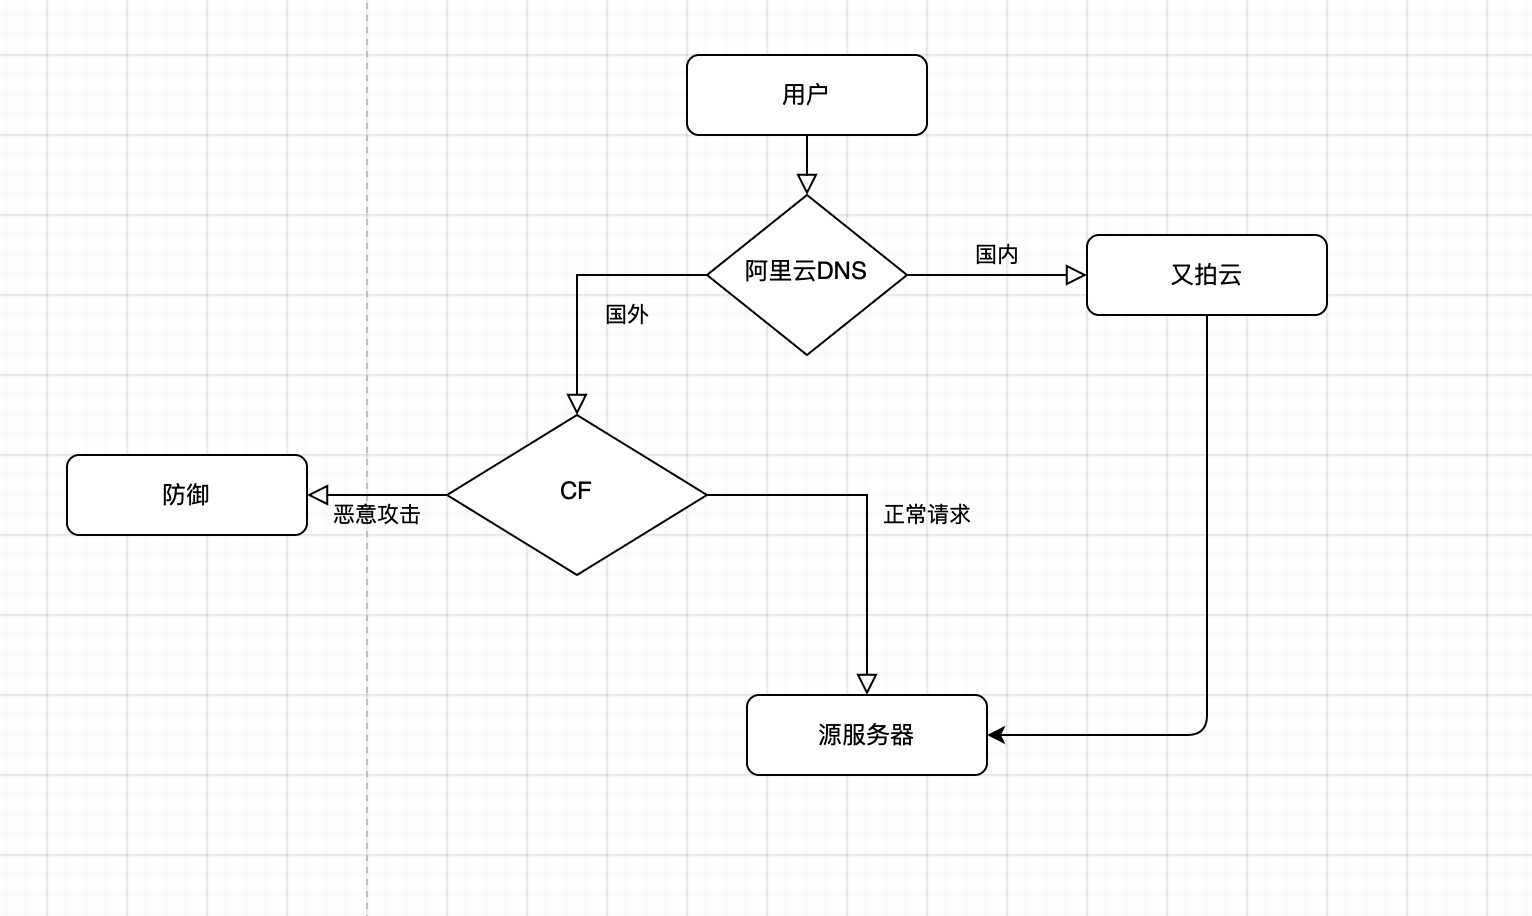 用户
阿里云DNS
国内
又拍云
国外
CF
防御
恶意攻击
正常请求
源服务器